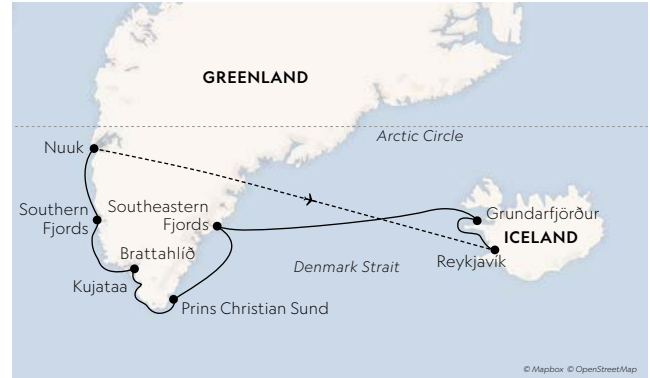 GREENLAND
Arctic Circle
Nuuk
Southern
Fjords
Southeastern
Fjords
Grundarfjörður
ICELAND
Reykjavík
Brattahlíð
Denmark Strait
Kujataa
Prins Christian Sund
© Mapbox © OpenStreetMap